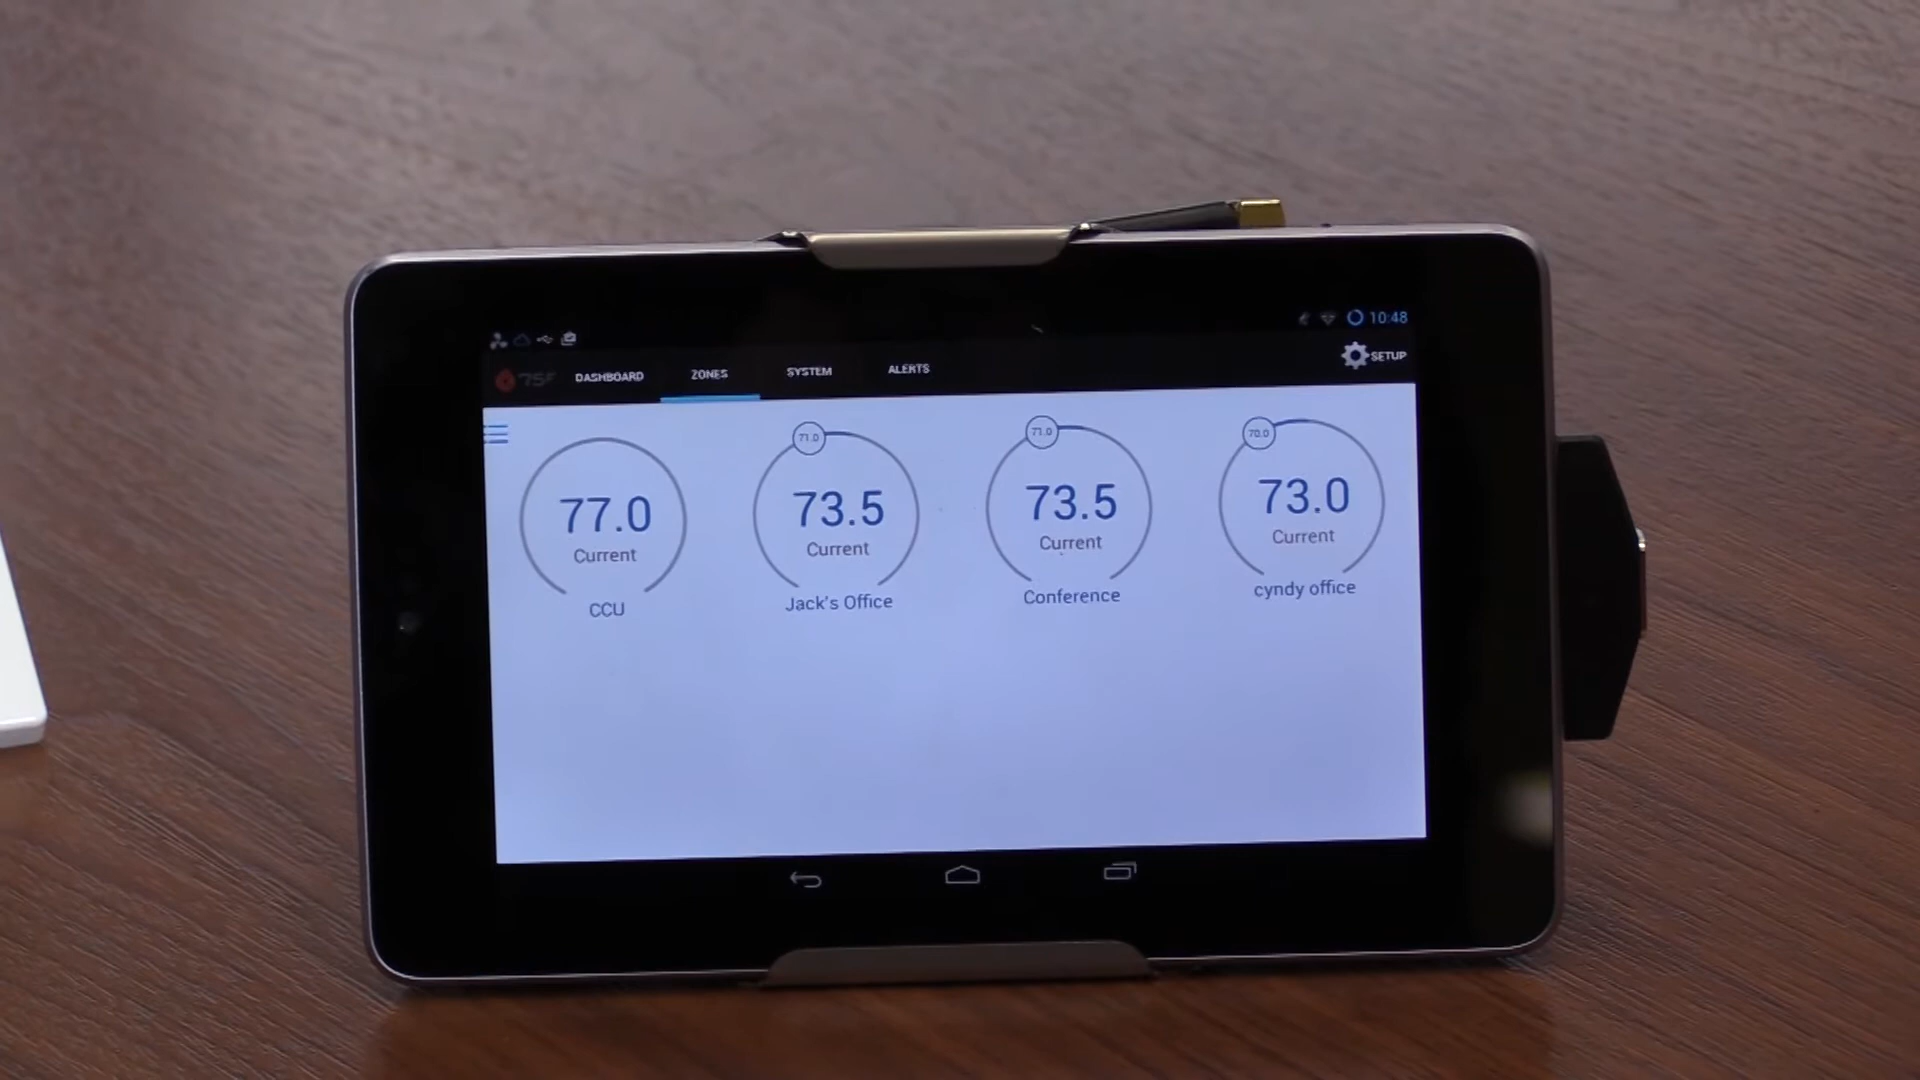 10:48
75F DASHBOARD ZONES SYSTEM ALERTS SETUP
71.0 71.0 70.0
77.0 73.5 73.5 73.0
Current Current Current Current
CCU Jack's Office Conference cyndy office